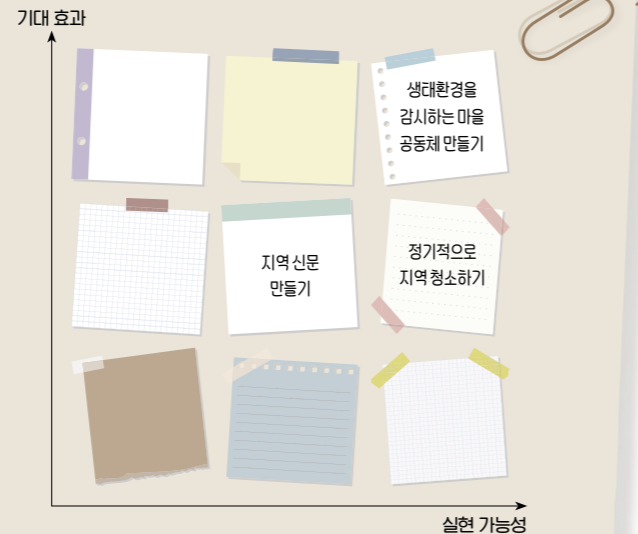 기대 효과
생태환경을
감시하는 마을
공동체 만들기
지역 신문
만들기
정기적으로
지역 청소하기
실현 가능성